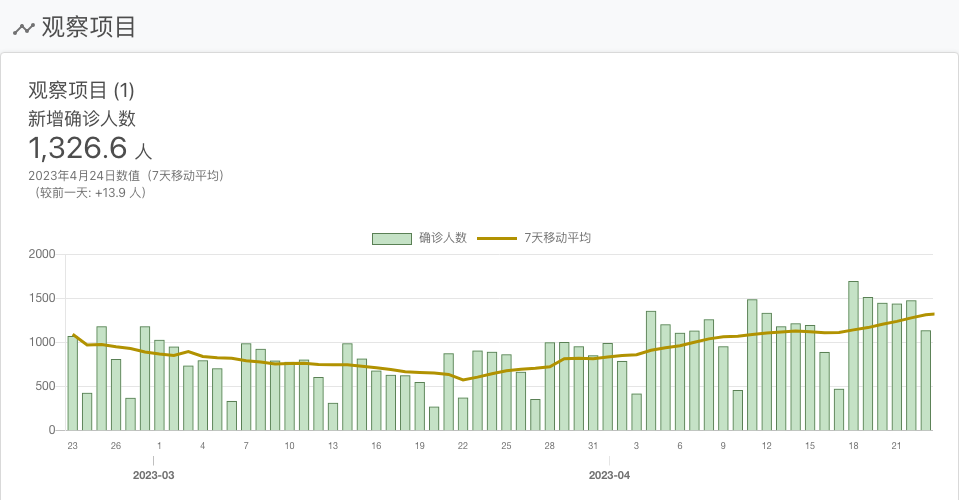 观察项目
观察项目 (1)
新增确诊人数
1,326.6 人
2023年4月24日数值（7天移动平均）
（较前一天: +13.9 人）
确诊人数 7天移动平均
2000
1500
1000
500
0
23 26 1 4 7 10 13 16 19 22 25 28 31 3 6 9 12 15 18 21
2023-03 2023-04